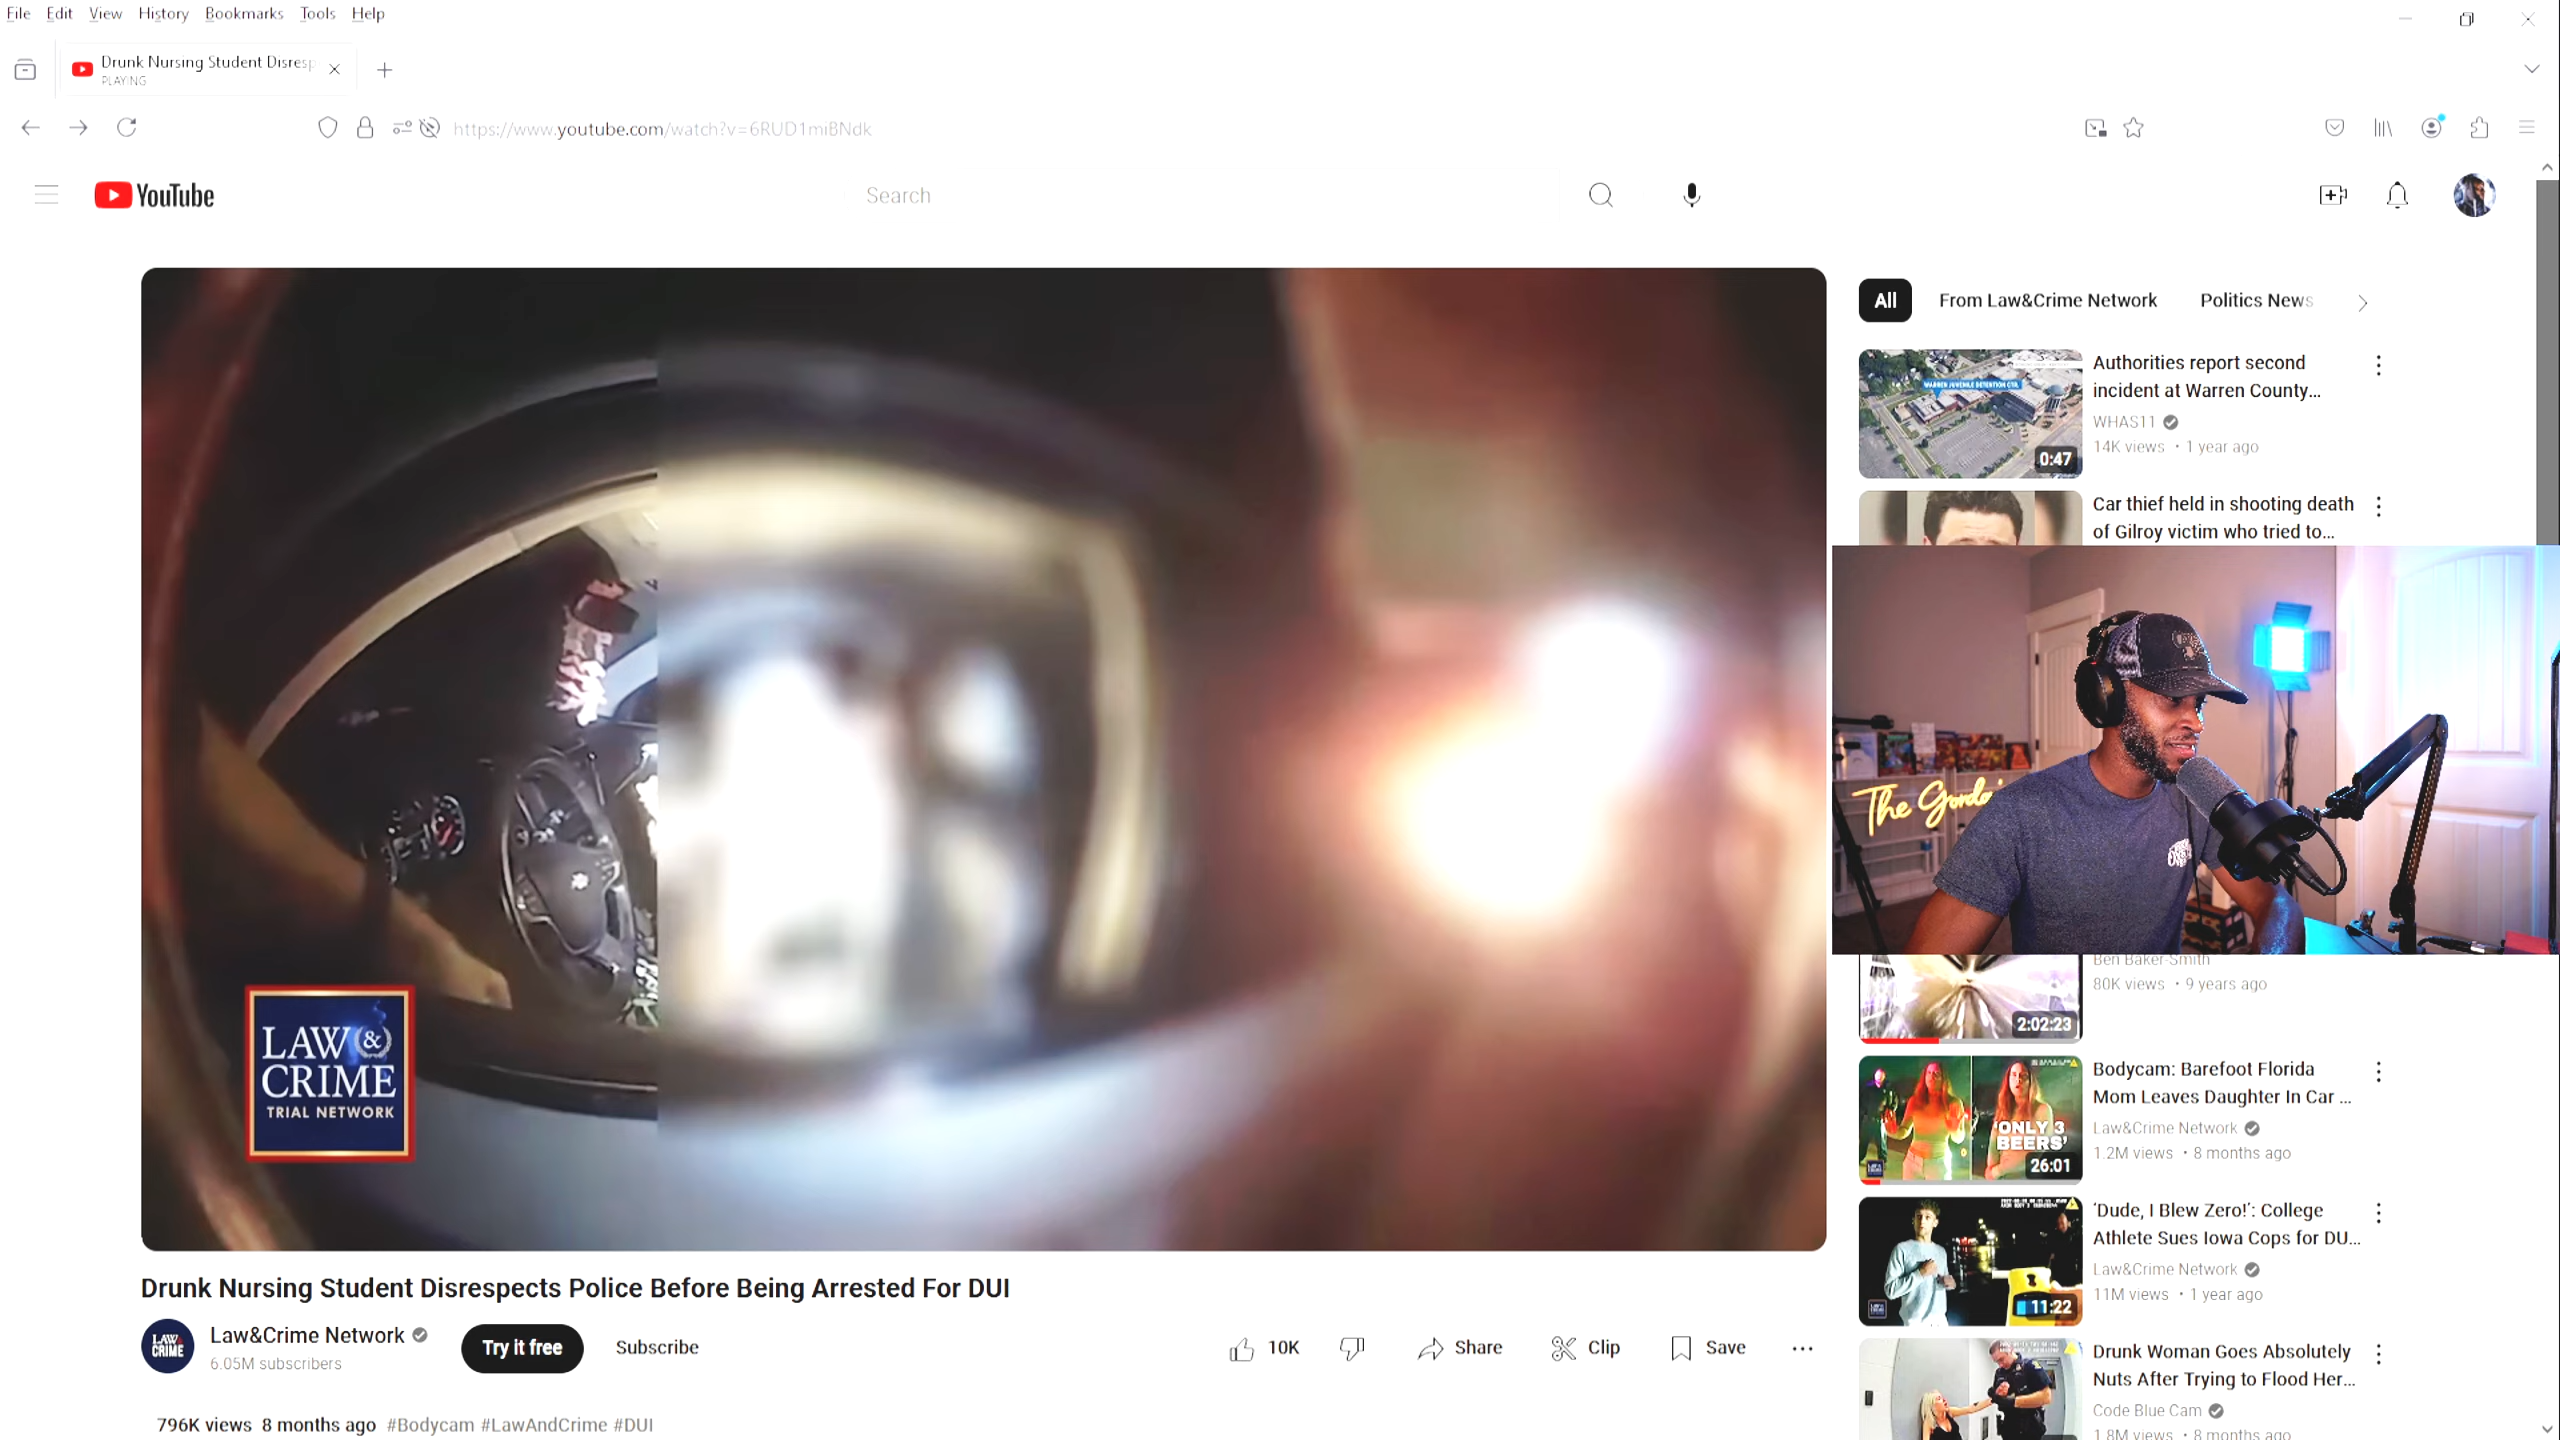 File Edit View History Bookmarks Tools Help
Drunk Nursing Student Disresp
PLAYING
https://www.youtube.com/watch?v=6RUD1miBNdk
YouTube
Search
All From Law&Crime Network Politics News
WARREN JUVENILE DETENTION CTR.
0:47
Authorities report second
incident at Warren County...
WHAS11
14K views • 1 year ago
Car thief held in shooting death
of Gilroy victim who tried to...
The Gordo
Ben Baker-Smith
80K views • 9 years ago
2:02:23
'ONLY 3
BEERS'
26:01
Bodycam: Barefoot Florida
Mom Leaves Daughter In Car ...
Law&Crime Network
1.2M views • 8 months ago
11:22
'Dude, I Blew Zero!': College
Athlete Sues Iowa Cops for DU...
Law&Crime Network
11M views • 1 year ago
Drunk Woman Goes Absolutely
Nuts After Trying to Flood Her...
Code Blue Cam
1.8M views • 8 months ago
LAW &
CRIME
TRIAL NETWORK
Drunk Nursing Student Disrespects Police Before Being Arrested For DUI
LAW&
CRIME
Law&Crime Network
6.05M subscribers
Try it free
Subscribe
10K
Share
Clip
Save
796K views 8 months ago #Bodycam #LawAndCrime #DUI